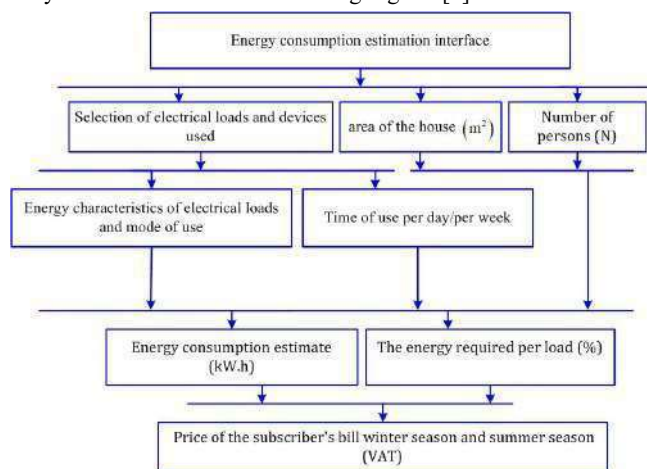 Energy consumption estimation interface
Selection of electrical loads and devices
used
area of the house (m²)
Number of
persons (N)
Energy characteristics of electrical loads
and mode of use
Time of use per day/per week
Energy consumption estimate
(kW.h)
The energy required per load (%)
Price of the subscriber's bill winter season and summer season
(VAT)